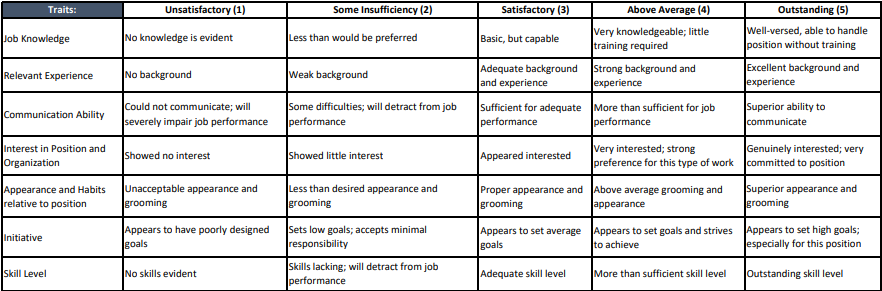 Traits: Unsatisfactory (1) Some Insufficiency (2) Satisfactory (3) Above Average (4) Outstanding (5)
Job Knowledge
No knowledge is evident
Less than would be preferred
Basic, but capable
Very knowledgeable; little
training required
Well-versed, able to handle
position without training
Relevant Experience
No background
Weak background
Adequate background
and experience
Strong background and
experience
Excellent background and
experience
Communication Ability
Could not communicate; will
severely impair job performance
Some difficulties; will detract from job
performance
Sufficient for adequate
performance
More than sufficient for job
performance
Superior ability to
communicate
Interest in Position and
Organization
Showed no interest
Showed little interest
Appeared interested
Very interested; strong
preference for this type of work
Genuinely interested; very
committed to position
Appearance and Habits
relative to position
Unacceptable appearance and
grooming
Less than desired appearance and
grooming
Proper appearance and
grooming
Above average grooming and
appearance
Superior appearance and
grooming
Initiative
Appears to have poorly designed
goals
Sets low goals; accepts minimal
responsibility
Appears to set average
goals
Appears to set goals and strives
to achieve
Appears to set high goals;
especially for this position
Skill Level
No skills evident
Skills lacking; will detract from job
performance
Adequate skill level
More than sufficient skill level
Outstanding skill level